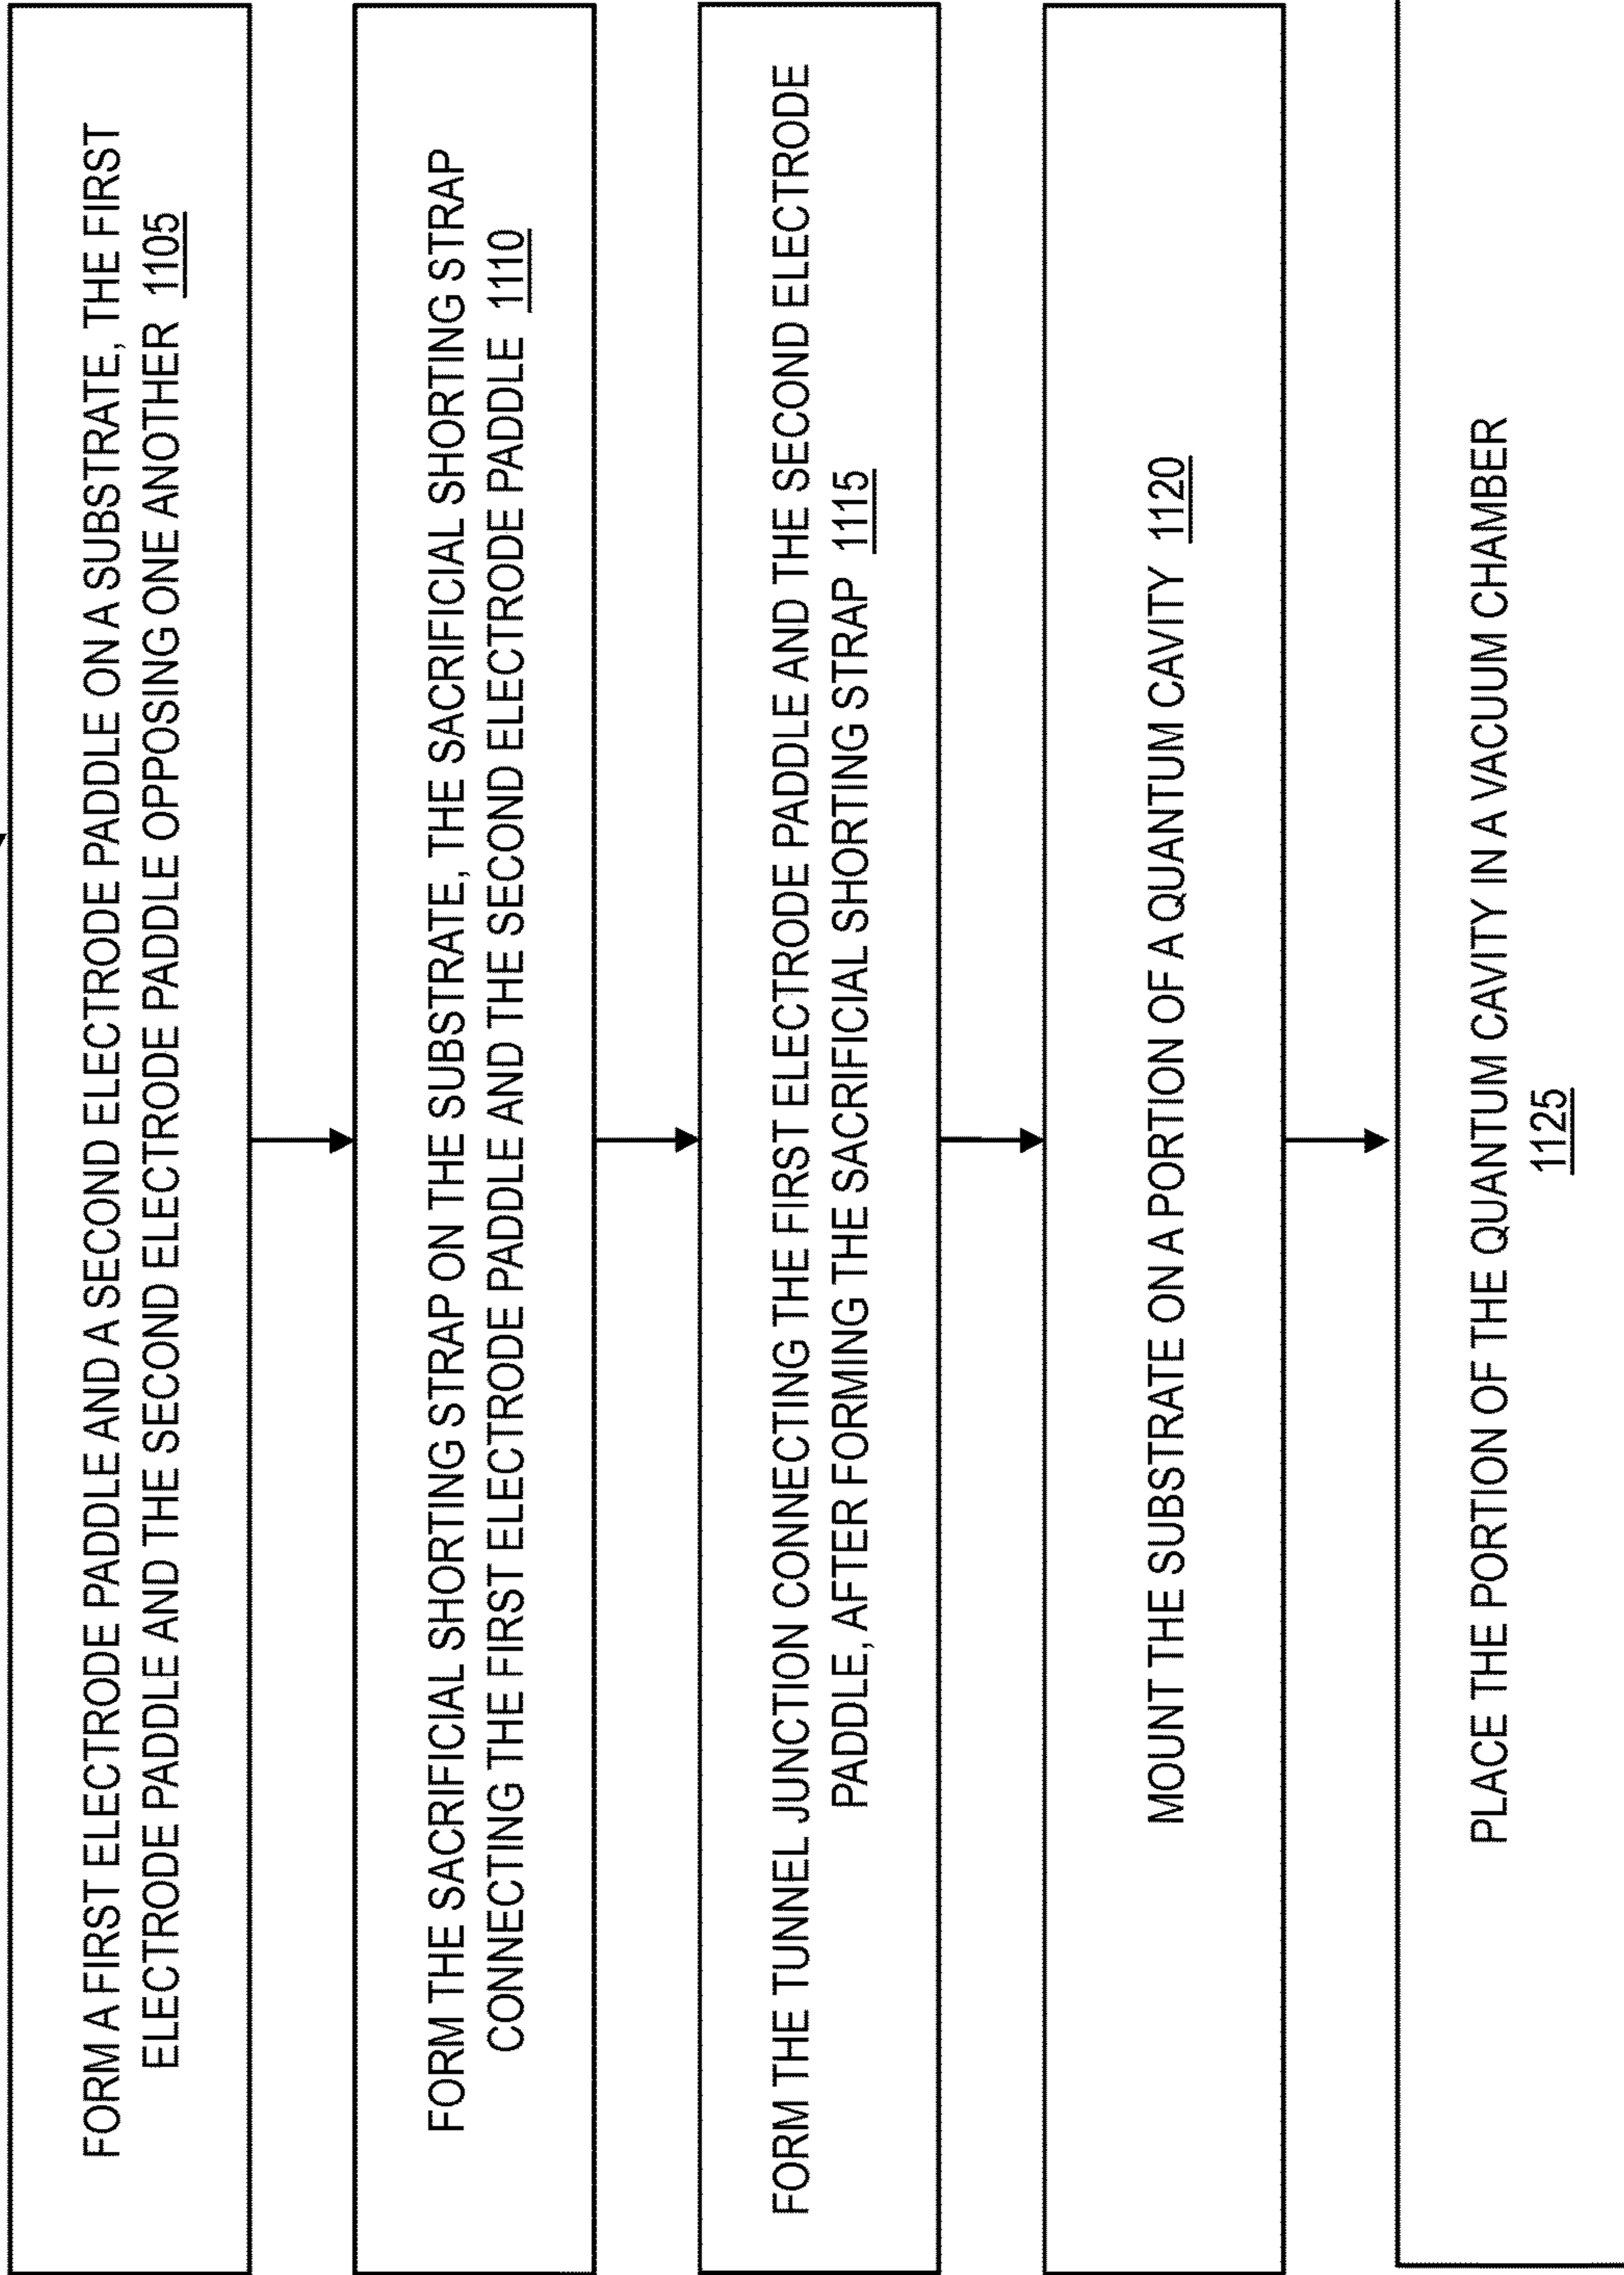 FORM A FIRST ELECTRODE PADDLE AND A SECOND ELECTRODE PADDLE ON A SUBSTRATE, THE FIRST
ELECTRODE PADDLE AND THE SECOND ELECTRODE PADDLE OPPOSING ONE ANOTHER 1105
FORM THE SACRIFICIAL SHORTING STRAP ON THE SUBSTRATE, THE SACRIFICIAL SHORTING STRAP
CONNECTING THE FIRST ELECTRODE PADDLE AND THE SECOND ELECTRODE PADDLE 1110
FORM THE TUNNEL JUNCTION CONNECTING THE FIRST ELECTRODE PADDLE AND THE SECOND ELECTRODE
PADDLE, AFTER FORMING THE SACRIFICIAL SHORTING STRAP 1115
MOUNT THE SUBSTRATE ON A PORTION OF A QUANTUM CAVITY 1120
PLACE THE PORTION OF THE QUANTUM CAVITY IN A VACUUM CHAMBER
1125